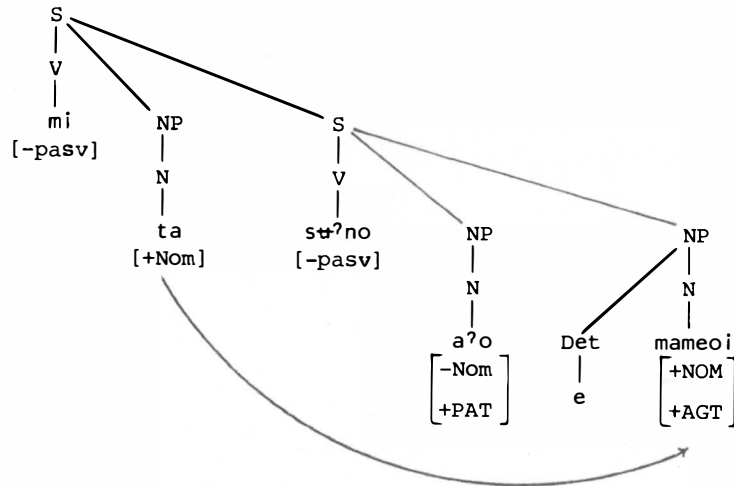 S
V
mi
[-pasv]
NP
N
ta
[+Nom]
S
V
sʉʔno
[-pasv]
NP
N
aʔo
[-Nom
+PAT]
NP
Det
e
N
mameoi
[+NOM
+AGT]